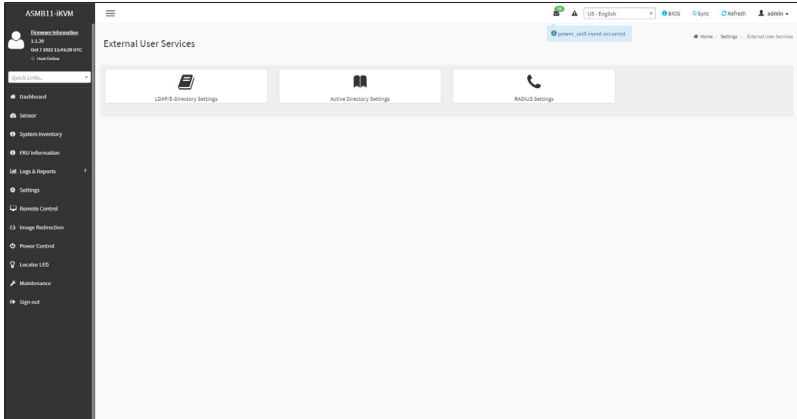 ASMB11-iKVM
US - English
BIOS
Sync
Refresh
admin
Firmware Information
1.1.20
Oct 7 2022 11:41:20 UTC
Host Online
power_unit event occurred
External User Services
Home - Settings - External User Services
Quick Links...
Dashboard
Sensor
System Inventory
FRU Information
Logs & Reports
Settings
Remote Control
Image Redirection
Power Control
Locator LED
Maintenance
Sign out
LDAP/E-Directory Settings
Active Directory Settings
RADIUS Settings